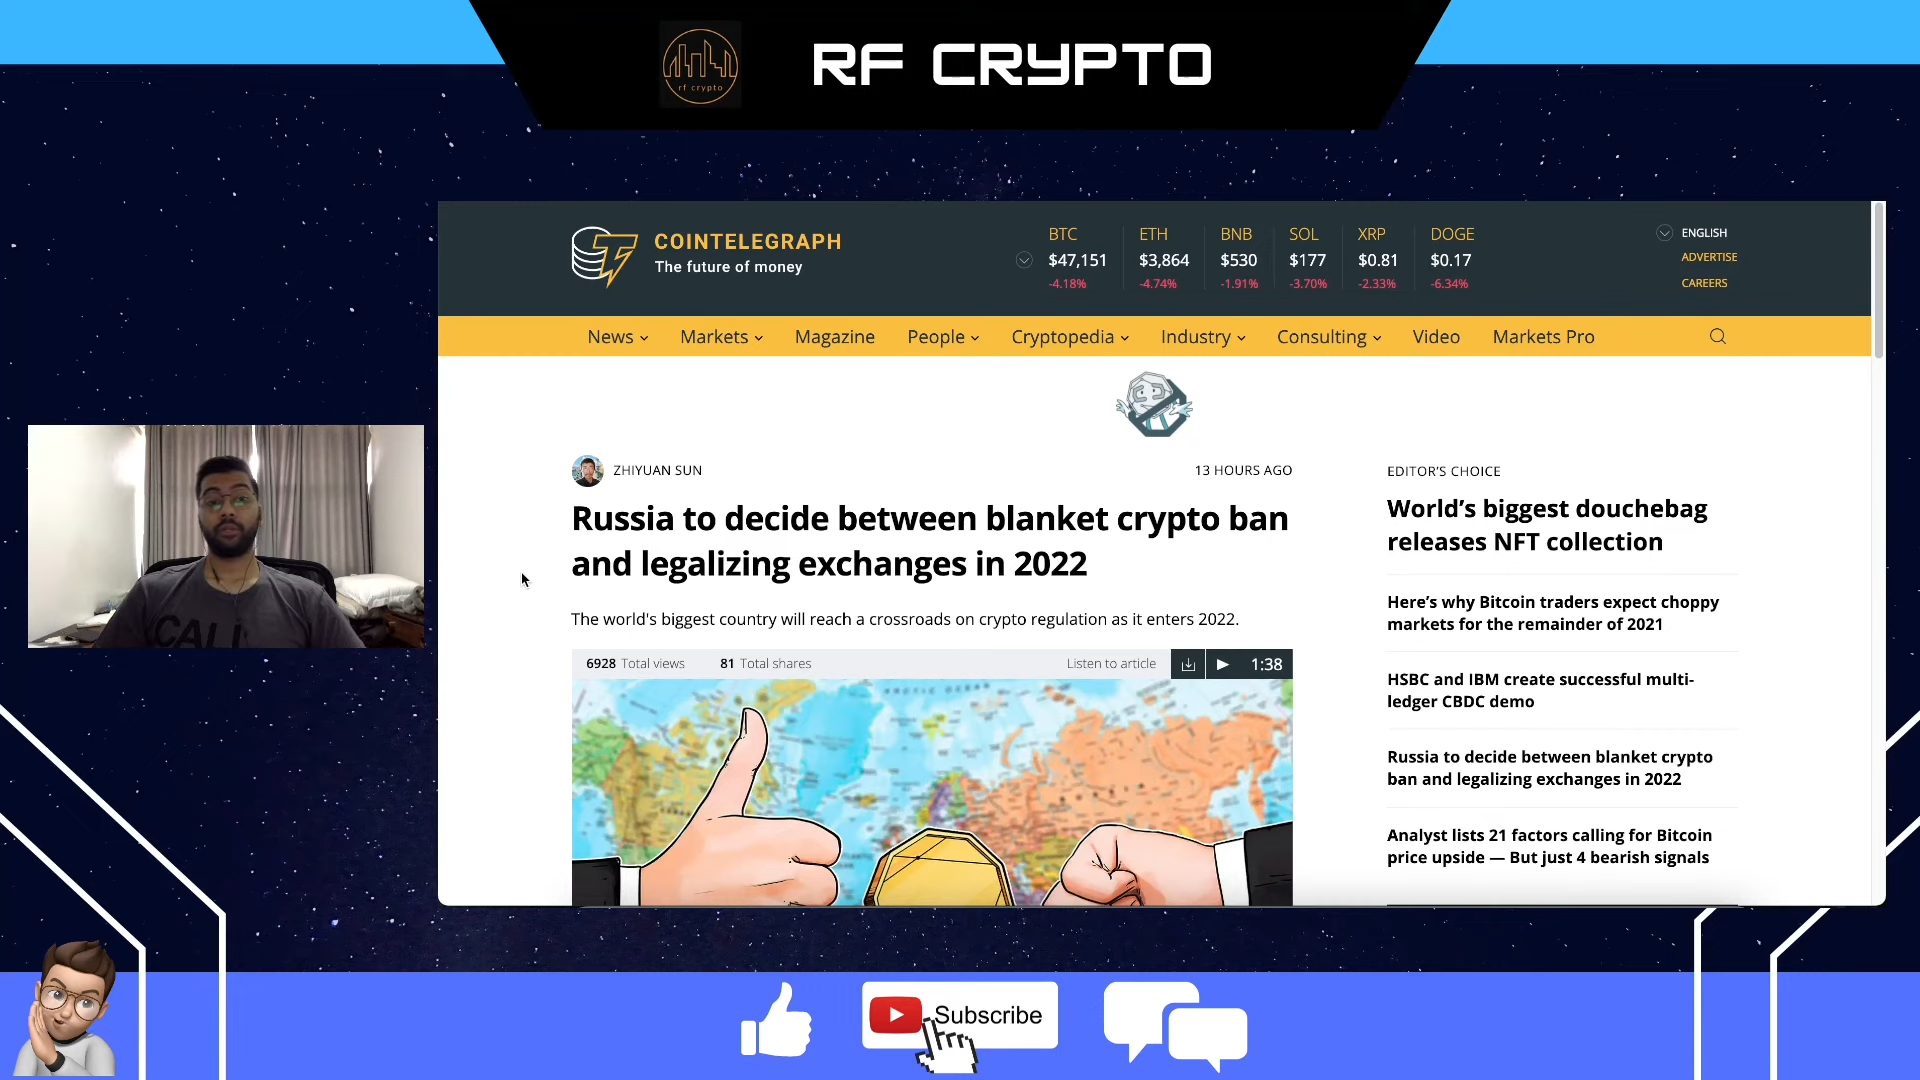 rf crypto
RF CRYPTO
COINTELEGRAPH
The future of money
BTC
$47,151
-4.18%
ETH
$3,864
-4.74%
BNB
$530
-1.91%
SOL
$177
-3.70%
XRP
$0.81
-2.33%
DOGE
$0.17
-6.34%
ENGLISH
ADVERTISE
CAREERS
News Markets Magazine People Cryptopedia Industry Consulting Video Markets Pro
ZHIYUAN SUN
13 HOURS AGO
Russia to decide between blanket crypto ban
and legalizing exchanges in 2022
The world's biggest country will reach a crossroads on crypto regulation as it enters 2022.
6928 Total views 81 Total shares Listen to article 1:38
ARCTIC OCEAN
EDITOR'S CHOICE
World's biggest douchebag
releases NFT collection
Here's why Bitcoin traders expect choppy
markets for the remainder of 2021
HSBC and IBM create successful multi-
ledger CBDC demo
Russia to decide between blanket crypto
ban and legalizing exchanges in 2022
Analyst lists 21 factors calling for Bitcoin
price upside — But just 4 bearish signals
CALL
Subscribe